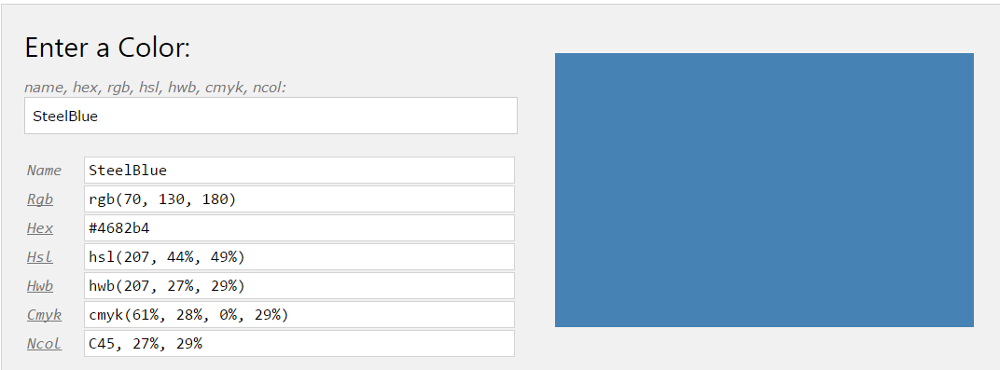 Enter a Color:
name, hex, rgb, hsl, hwb, cmyk, ncol:
SteelBlue
Name SteelBlue
Rgb rgb(70, 130, 180)
Hex #4682b4
Hsl hsl(207, 44%, 49%)
Hwb hwb(207, 27%, 29%)
Cmyk cmyk(61%, 28%, 0%, 29%)
Ncol C45, 27%, 29%